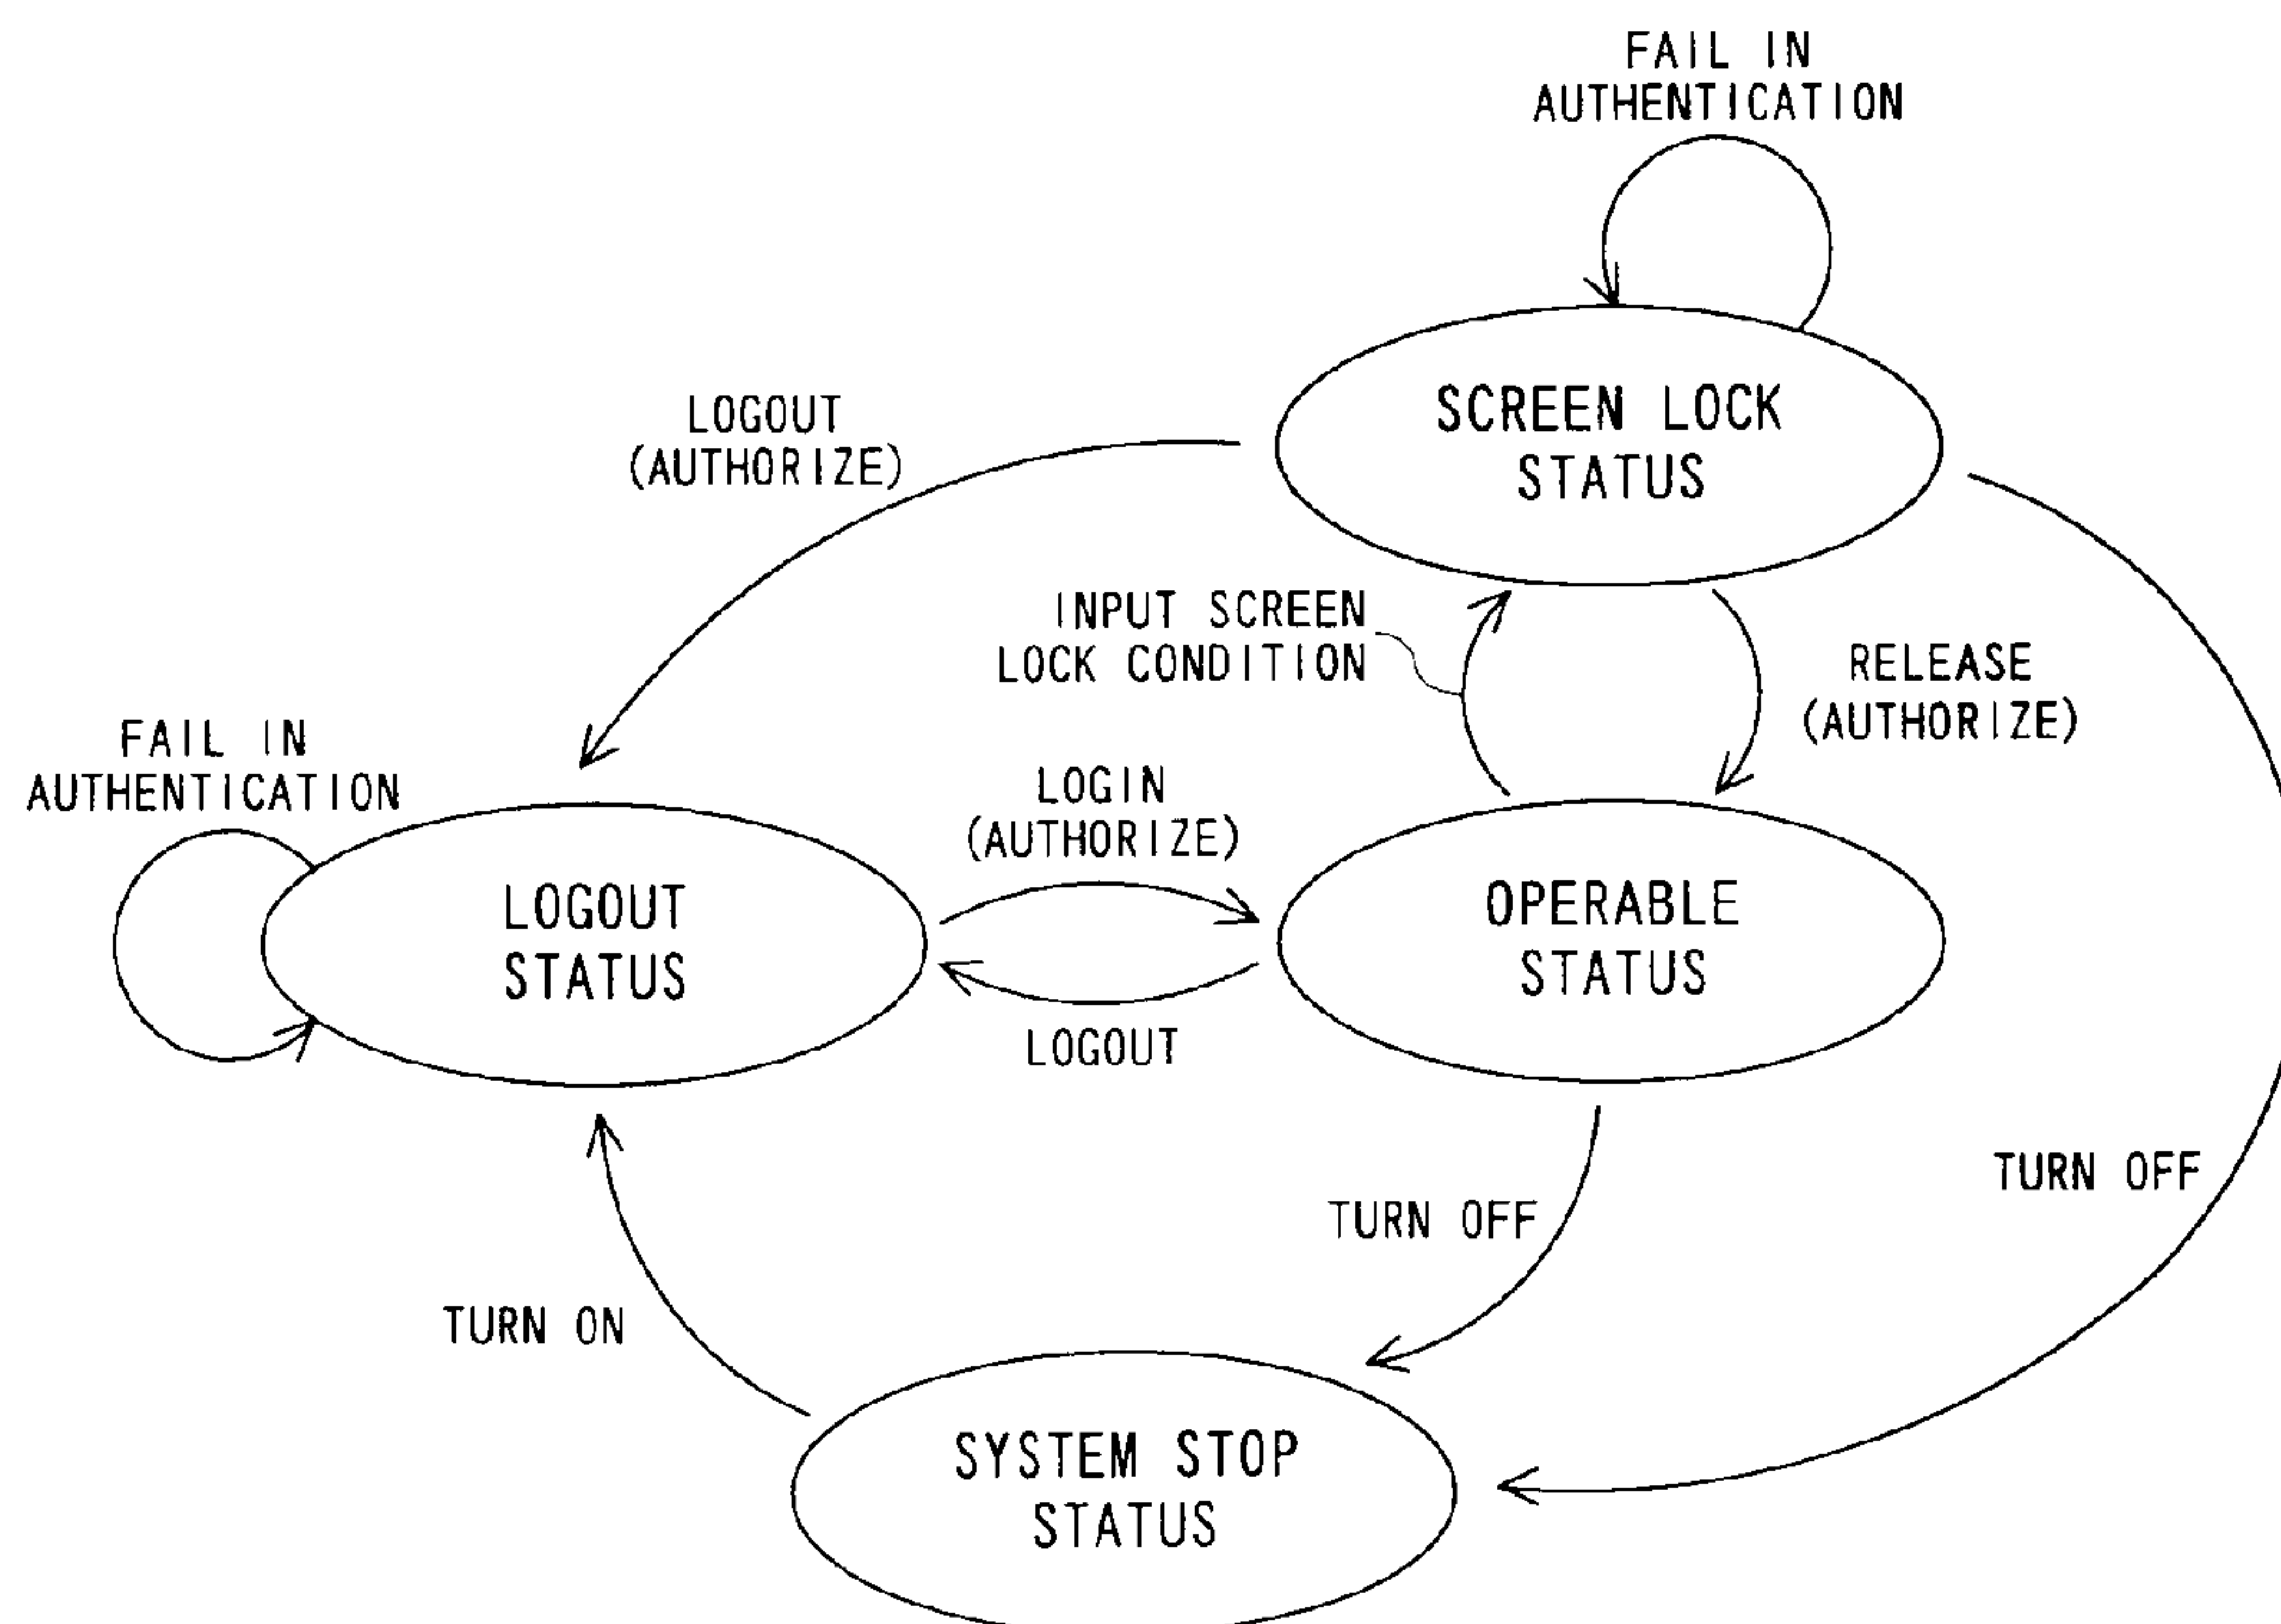 FAIL IN
AUTHENTICATION
SCREEN LOCK
STATUS
LOGOUT
(AUTHORIZE)
INPUT SCREEN
LOCK CONDITION
RELEASE
(AUTHORIZE)
FAIL IN
AUTHENTICATION
LOGIN
(AUTHORIZE)
LOGOUT
STATUS
OPERABLE
STATUS
LOGOUT
TURN OFF
TURN OFF
TURN ON
SYSTEM STOP
STATUS